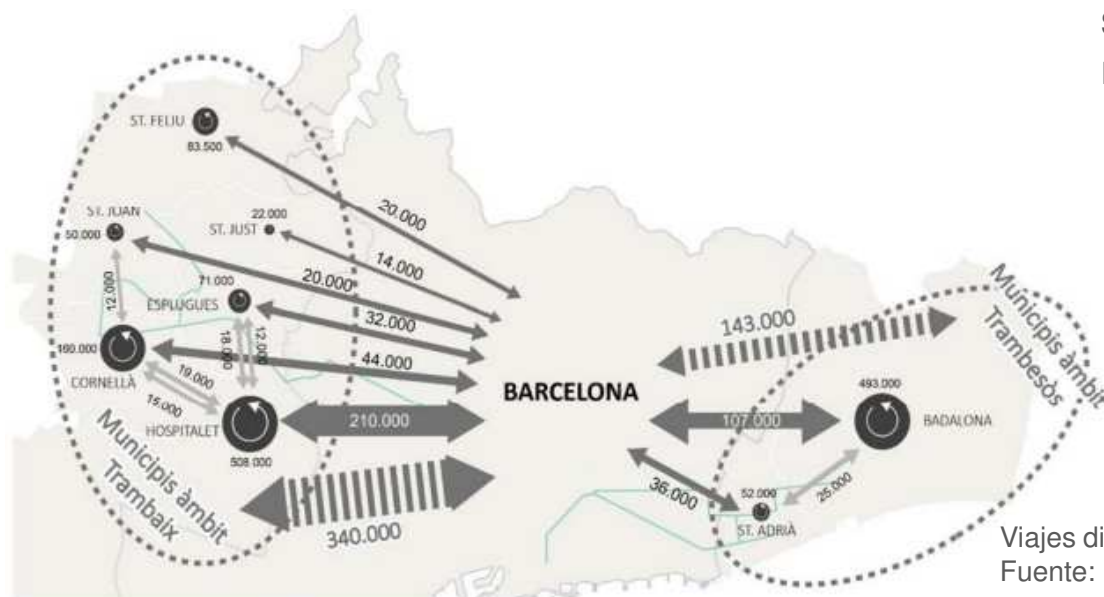 ST. FELIU
83.500
20.000
ST. JUAN
50.000
22.000
ST. JUST
14.000
20.000
71.000
ESPLUGUES
32.000
12.000
18.000
12.000
44.000
160.000
CORNELLÀ
19.000
15.000
HOSPITALET
508.000
210.000
340.000
Municipis àmbit
Trambaix
BARCELONA
143.000
Municipis àmbit
Trambesòs
107.000
493.000
BADALONA
36.000
52.000
25.000
ST. ADRIÀ
Viajes di
Fuente: